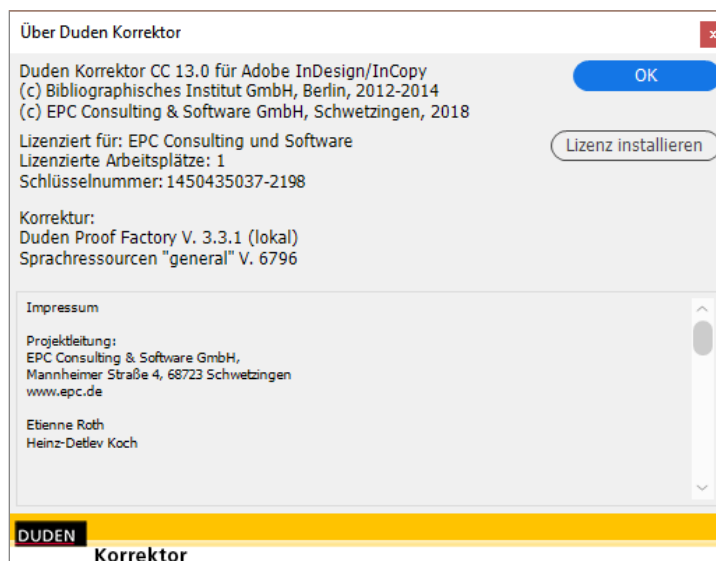 Über Duden Korrektor
x
Duden Korrektor CC 13.0 für Adobe InDesign/InCopy
(c) Bibliographisches Institut GmbH, Berlin, 2012-2014
(c) EPC Consulting & Software GmbH, Schwetzingen, 2018
OK
Lizenziert für: EPC Consulting und Software
Lizenzierte Arbeitsplätze: 1
Schlüsselnummer: 1450435037-2198
Lizenz installieren
Korrektur:
Duden Proof Factory V. 3.3.1 (lokal)
Sprachressourcen "general" V. 6796
Impressum
Projektleitung:
EPC Consulting & Software GmbH,
Mannheimer Straße 4, 68723 Schwetzingen
www.epc.de
Etienne Roth
Heinz-Detlev Koch
DUDEN
Korrektor